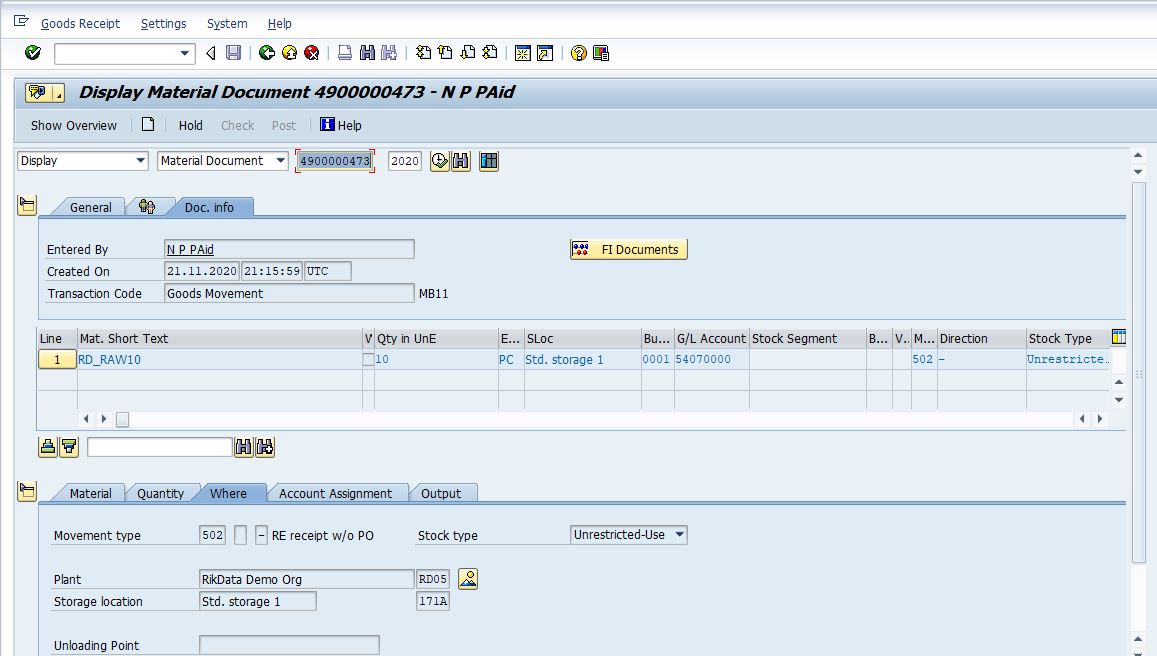 Goods Receipt Settings System Help
Display Material Document 4900000473 - N P PAid
Show Overview Hold Check Post Help
Display Material Document 4900000473 2020
General Doc. info
Entered By N P PAid FI Documents
Created On 21.11.2020 21:15:59 UTC
Transaction Code Goods Movement MB11
Line Mat. Short Text Qty in UnE E... SLoc Bu... G/L Account Stock Segment B... V.. M... Direction Stock Type
1 RD_RAW10 10 PC Std. storage 1 0001 54070000 502 - Unrestricte..
Material Quantity Where Account Assignment Output
Movement type 502 - RE receipt w/o PO Stock type Unrestricted-Use
Plant RikData Demo Org RD05
Storage location Std. storage 1 171A
Unloading Point